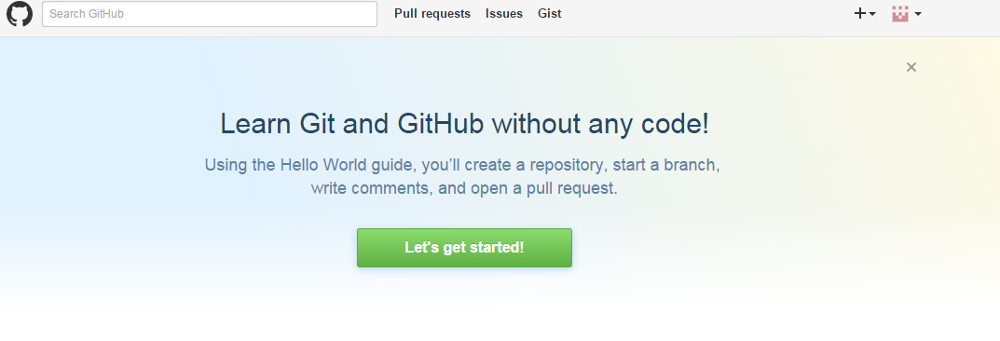 Search GitHub
Pull requests
Issues
Gist
Learn Git and GitHub without any code!
Using the Hello World guide, you’ll create a repository, start a branch,
write comments, and open a pull request.
Let's get started!